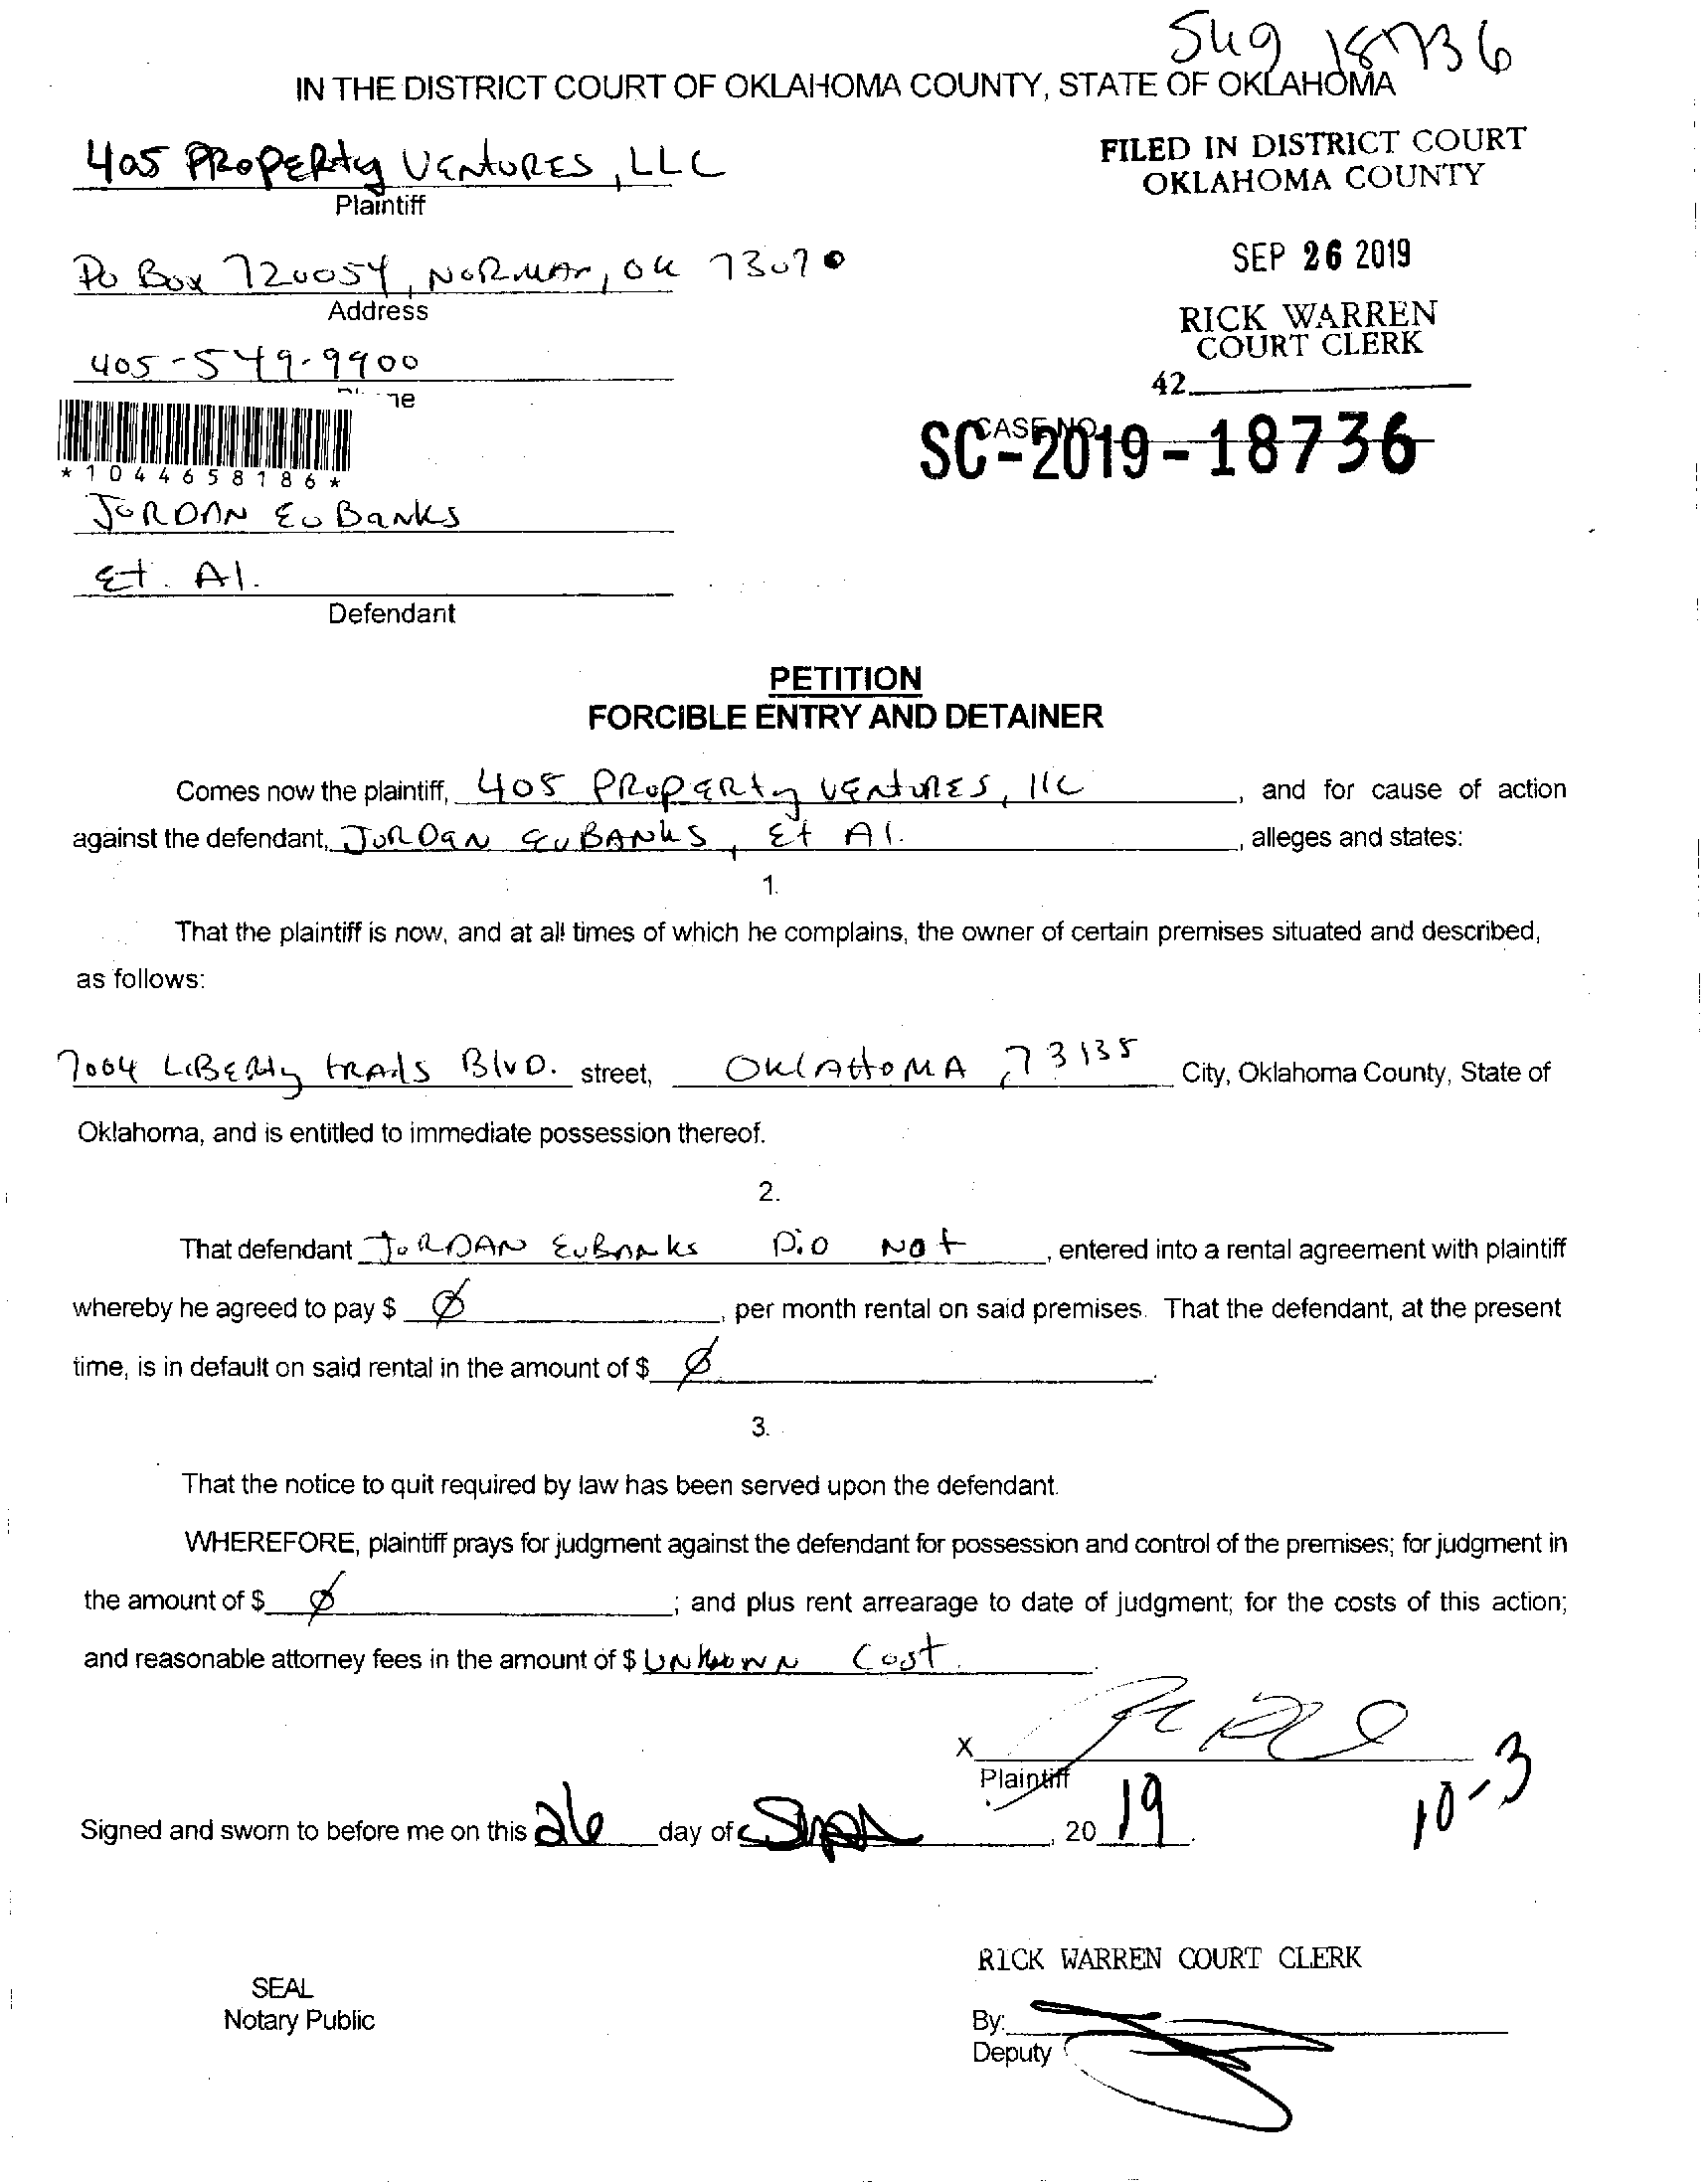 Sug 18736
IN THE DISTRICT COURT OF OKLAHOMA COUNTY, STATE OF OKLAHOMA
405 PROPERty VENtURES, LLC
Plaintiff
FILED IN DISTRICT COURT
OKLAHOMA COUNTY
PO Box 720054, NORMAN, OK 73070
Address
SEP 26 2019
RICK WARREN
COURT CLERK
405-549-9900
42
CASE NO.
SC-2019-18736
*1044658186*
JORDAN EUBANKS
Et. Al.
Defendant
PETITION
FORCIBLE ENTRY AND DETAINER
Comes now the plaintiff, 405 PROPERty VENtURES, llC, and for cause of action
against the defendant, JORDAN EUBANKS, Et Al., alleges and states:
1.
That the plaintiff is now, and at all times of which he complains, the owner of certain premises situated and described,
as follows:
7004 LiBERty tRAils BlvD. street, OKlAHoMA, 73135 City, Oklahoma County, State of
Oklahoma, and is entitled to immediate possession thereof.
2.
That defendant JORDAN EUBANKS DiD Not, entered into a rental agreement with plaintiff
whereby he agreed to pay $ Ø, per month rental on said premises. That the defendant, at the present
time, is in default on said rental in the amount of $ Ø.
3.
That the notice to quit required by law has been served upon the defendant.
WHEREFORE, plaintiff prays for judgment against the defendant for possession and control of the premises; for judgment in
the amount of $ Ø; and plus rent arrearage to date of judgment; for the costs of this action;
and reasonable attorney fees in the amount of $ UNKNOWN Cost.
X
Plaintiff
10-3
Signed and sworn to before me on this 26 day of Sept, 2019.
RICK WARREN COURT CLERK
SEAL
Notary Public
By:
Deputy